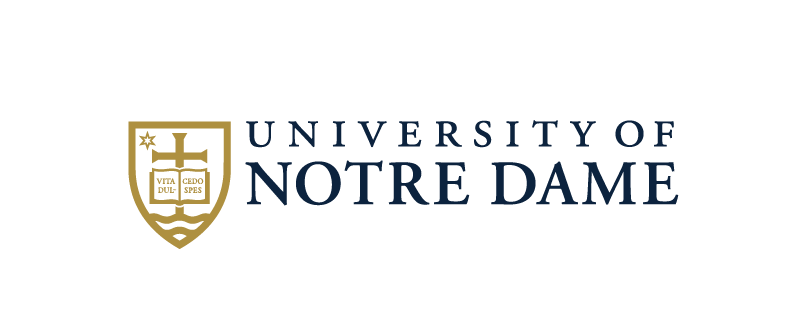 UNIVERSITY OF
NOTRE DAME
VITA CEDO
DUL- SPES